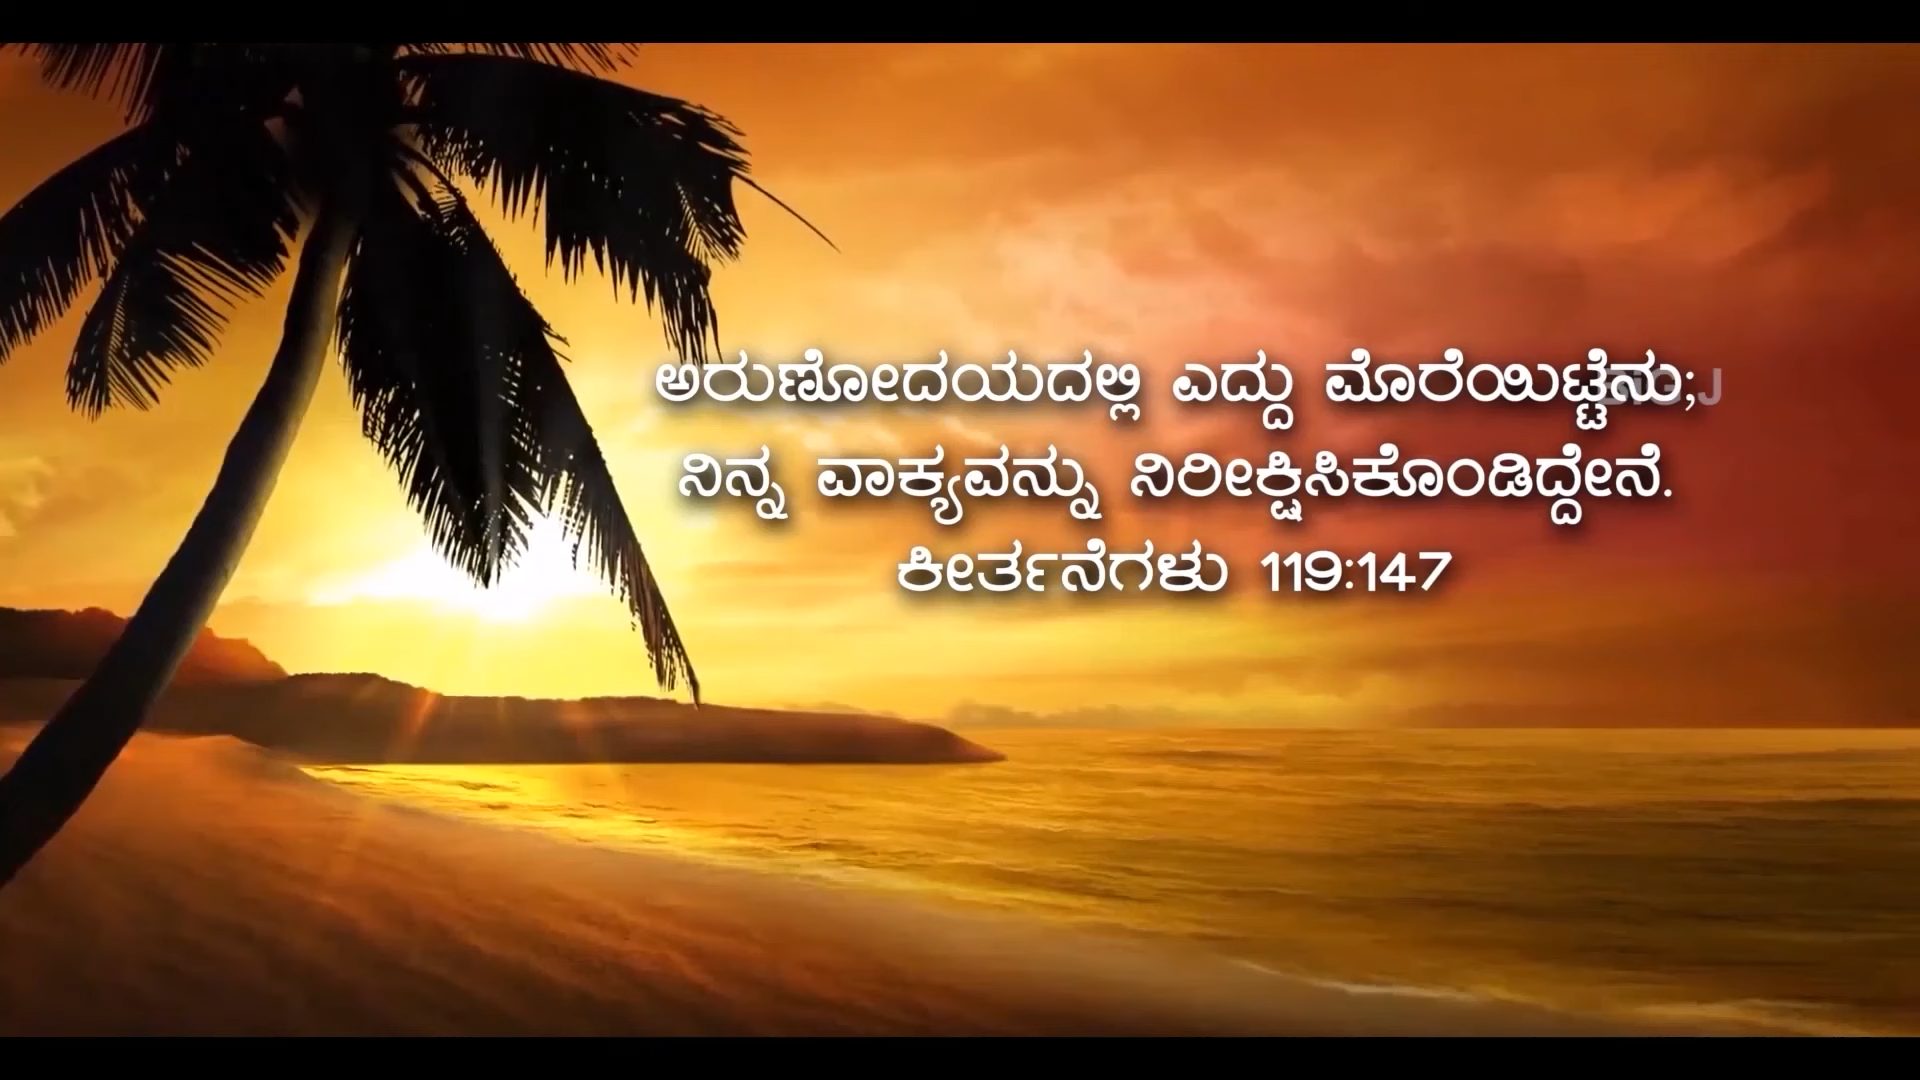 ಅರುಣೋದಯದಲ್ಲಿ ಎದ್ದು ಮೊರೆಯಿಟ್ಟೆನು;
ನಿನ್ನ ವಾಕ್ಯವನ್ನು ನಿರೀಕ್ಷಿಸಿಕೊಂಡಿದ್ದೇನೆ.
ಕೀರ್ತನೆಗಳು 119:147